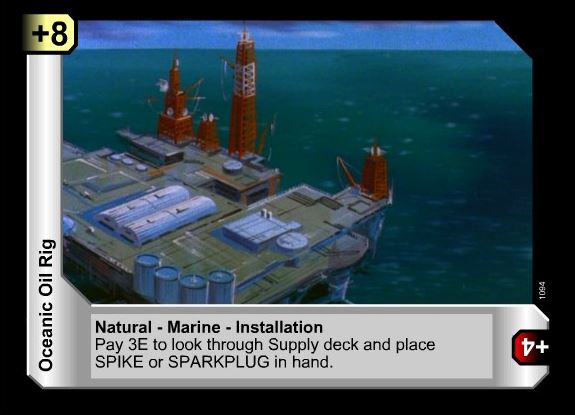 +8
Oceanic Oil Rig
1094
Natural - Marine - Installation
Pay 3E to look through Supply deck and place
SPIKE or SPARKPLUG in hand.
+4